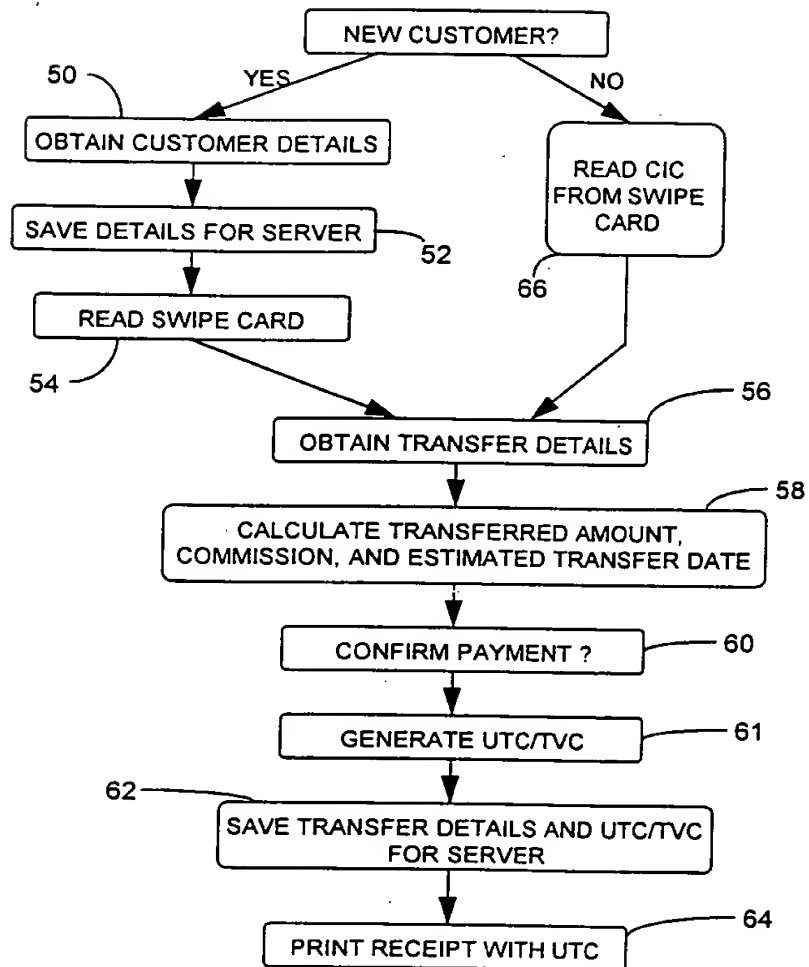 NEW CUSTOMER?
YES
NO
50
OBTAIN CUSTOMER DETAILS
READ CIC
FROM SWIPE
CARD
SAVE DETAILS FOR SERVER
52
66
READ SWIPE CARD
54
56
OBTAIN TRANSFER DETAILS
58
CALCULATE TRANSFERRED AMOUNT,
COMMISSION, AND ESTIMATED TRANSFER DATE
CONFIRM PAYMENT ?
60
GENERATE UTC/TVC
61
62
SAVE TRANSFER DETAILS AND UTC/TVC
FOR SERVER
64
PRINT RECEIPT WITH UTC